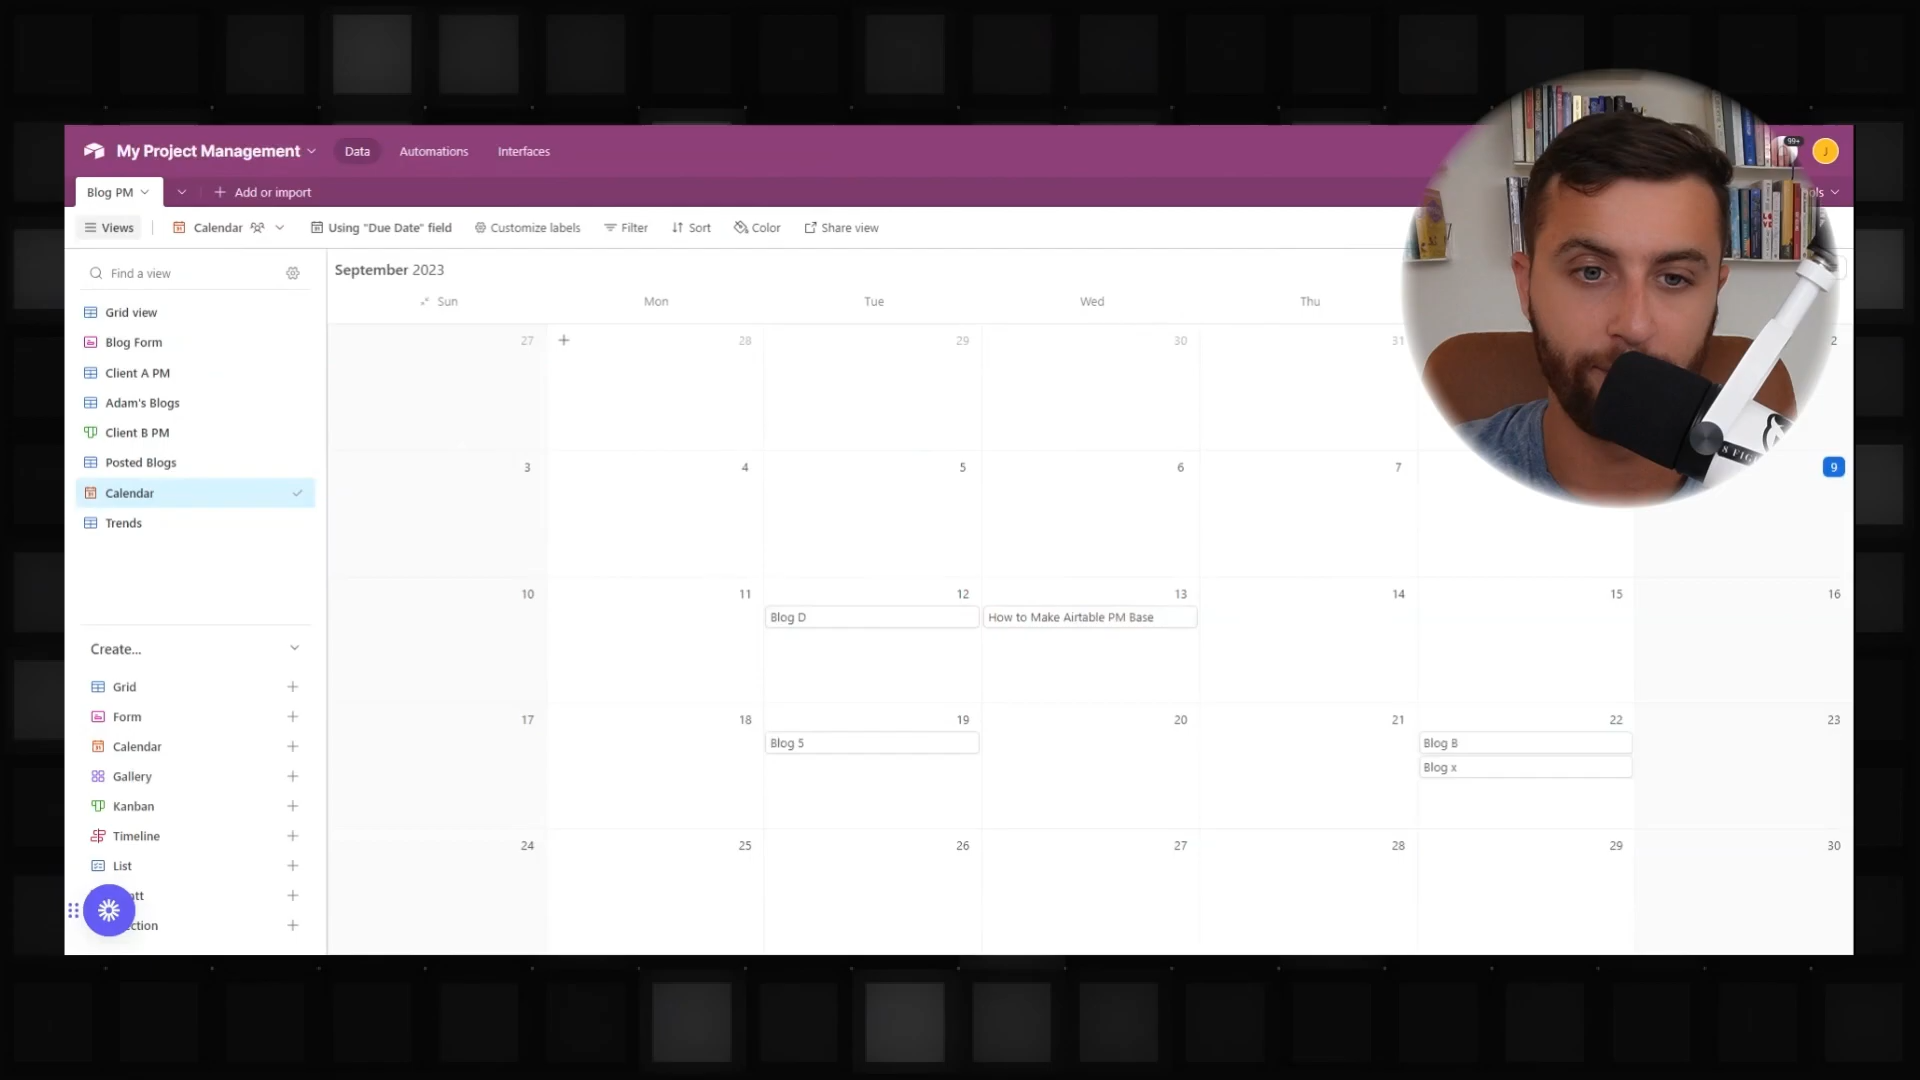 My Project Management
Data
Automations
Interfaces
99+
J
Blog PM
Add or import
Views
Calendar
Using "Due Date" field
Customize labels
Filter
Sort
Color
Share view
Find a view
Grid view
Blog Form
Client A PM
Adam's Blogs
Client B PM
Posted Blogs
Calendar
Trends
Create...
Grid
Form
Calendar
Gallery
Kanban
Timeline
List
September 2023
Sun Mon Tue Wed Thu
27 28 29 30 31 2
3 4 5 6 7 9
10 11 12 13 14 15 16
Blog D
How to Make Airtable PM Base
17 18 19 20 21 22 23
Blog 5
Blog B
Blog x
24 25 26 27 28 29 30